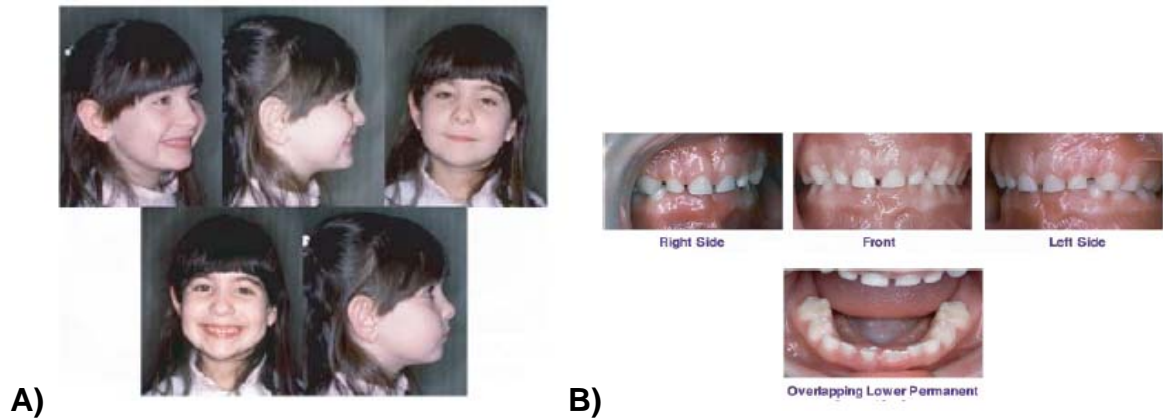 Right Side
Front
Left Side
Overlapping Lower Permanent
A)
B)